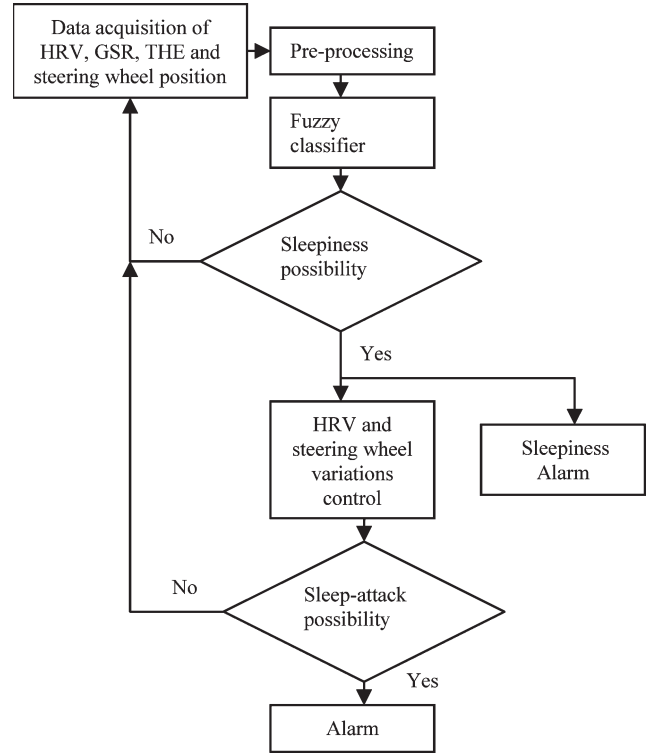 Data acquisition of
HRV, GSR, THE and
steering wheel position
Pre-processing
Fuzzy
classifier
No
Sleepiness
possibility
Yes
HRV and
steering wheel
variations
control
Sleepiness
Alarm
No
Sleep-attack
possibility
Yes
Alarm